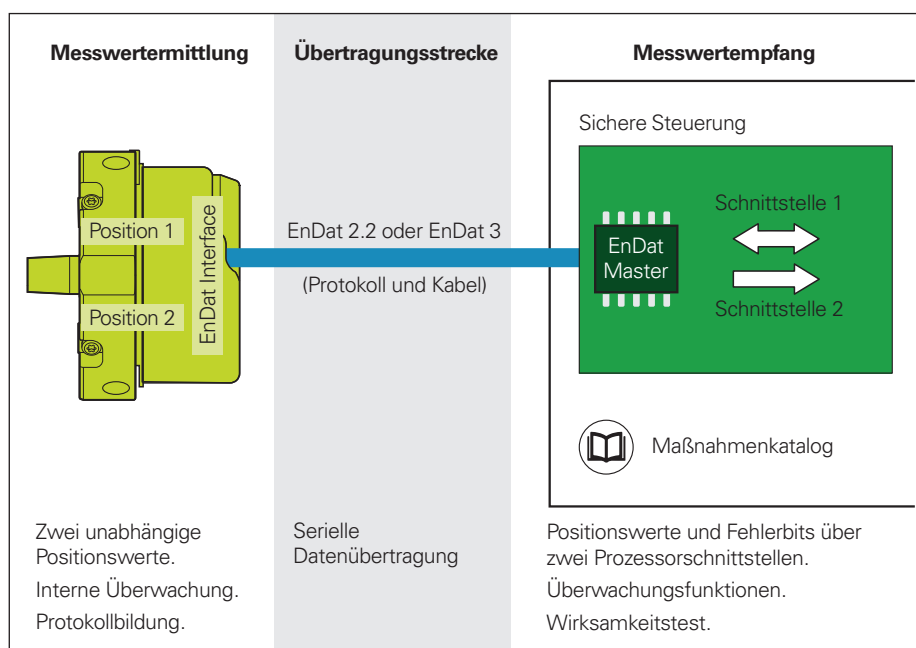 Messwertermittlung
Übertragungsstrecke
Messwertempfang
Sichere Steuerung
Position 1
Position 2
EnDat Interface
EnDat 2.2 oder EnDat 3
(Protokoll und Kabel)
EnDat
Master
Schnittstelle 1
Schnittstelle 2
Maßnahmenkatalog
Zwei unabhängige
Positionswerte.
Interne Überwachung.
Protokollbildung.
Serielle
Datenübertragung
Positionswerte und Fehlerbits über
zwei Prozessorschnittstellen.
Überwachungsfunktionen.
Wirksamkeitstest.